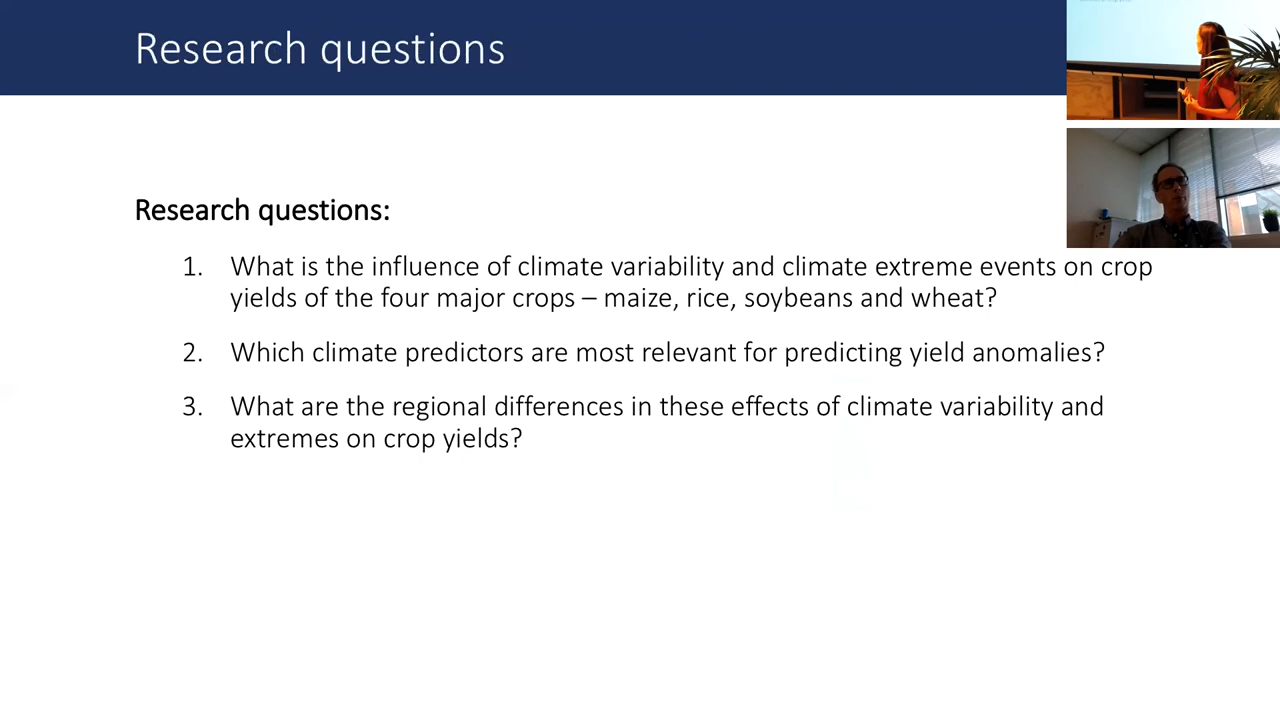 Research questions
Research questions:
1. What is the influence of climate variability and climate extreme events on crop
yields of the four major crops – maize, rice, soybeans and wheat?
2. Which climate predictors are most relevant for predicting yield anomalies?
3. What are the regional differences in these effects of climate variability and
extremes on crop yields?